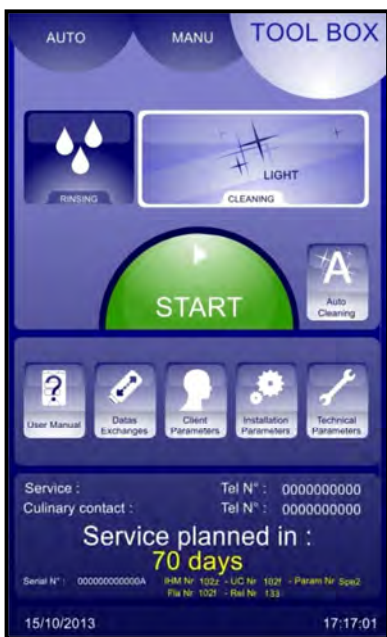 AUTO MANU TOOL BOX
LIGHT
RINSING CLEANING
START
A
Auto
Cleaning
?
User Manual
Datas
Exchanges
Client
Parameters
Installation
Parameters
Technical
Parameters
Service : Tel N° : 0000000000
Culinary contact : Tel N° : 0000000000
Service planned in :
70 days
Serial N° : 000000000000A IHM Nr 102z - UC Nr 102f - Param Nr Spe2
Fla Nr 102f - Rel Nr 133
15/10/2013 17:17:01